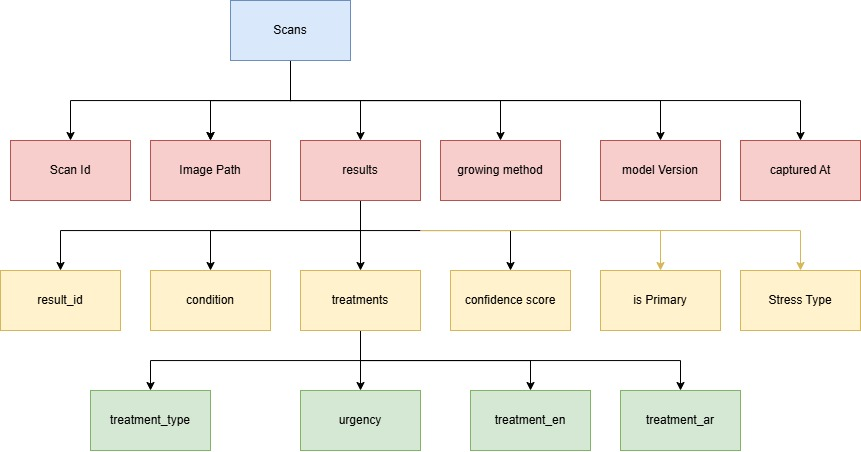 Scans
Scan Id
Image Path
results
growing method
model Version
captured At
result_id
condition
treatments
confidence score
is Primary
Stress Type
treatment_type
urgency
treatment_en
treatment_ar